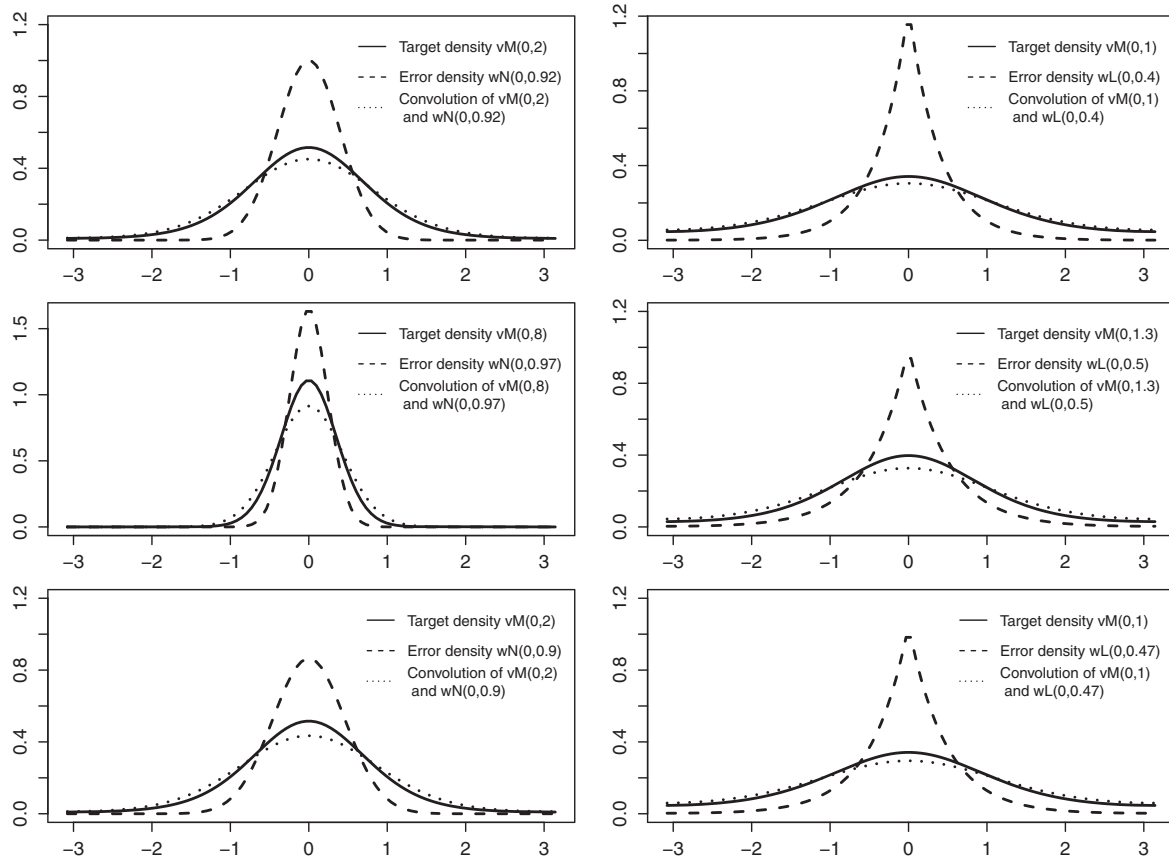 1.2
0.8
0.4
0.0
Target density vM(0,2)
Error density wN(0,0.92)
Convolution of vM(0,2)
and wN(0,0.92)
−3 −2 −1 0 1 2 3
1.2
0.8
0.4
0.0
Target density vM(0,1)
Error density wL(0,0.4)
Convolution of vM(0,1)
and wL(0,0.4)
−3 −2 −1 0 1 2 3
1.5
1.0
0.5
0.0
Target density vM(0,8)
Error density wN(0,0.97)
Convolution of vM(0,8)
and wN(0,0.97)
−3 −2 −1 0 1 2 3
1.2
0.8
0.4
0.0
Target density vM(0,1.3)
Error density wL(0,0.5)
Convolution of vM(0,1.3)
and wL(0,0.5)
−3 −2 −1 0 1 2 3
1.2
0.8
0.4
0.0
Target density vM(0,2)
Error density wN(0,0.9)
Convolution of vM(0,2)
and wN(0,0.9)
−3 −2 −1 0 1 2 3
1.2
0.8
0.4
0.0
Target density vM(0,1)
Error density wL(0,0.47)
Convolution of vM(0,1)
and wL(0,0.47)
−3 −2 −1 0 1 2 3